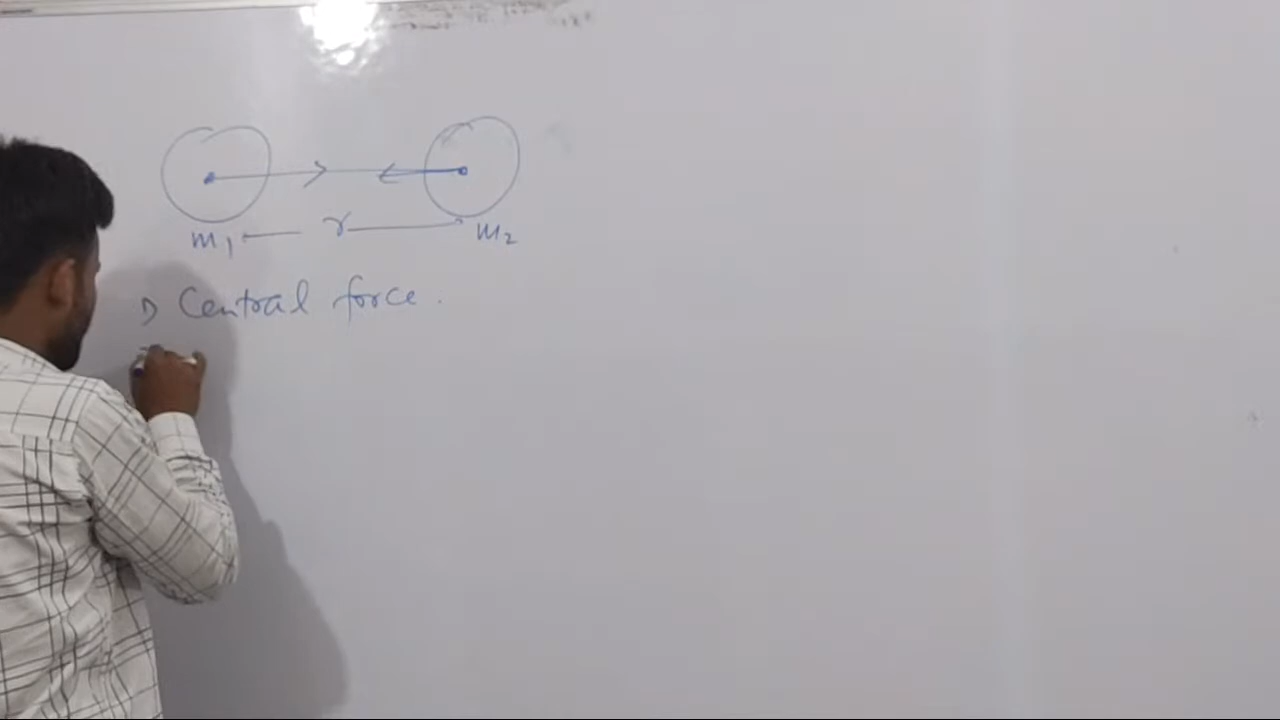 m₁ r m₂
1) Central force.